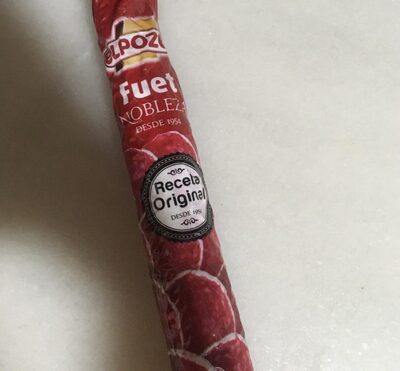 ELPOZO
fuet
NOBLEZA
DESDE 1954
Receta
Original
DESDE 1954